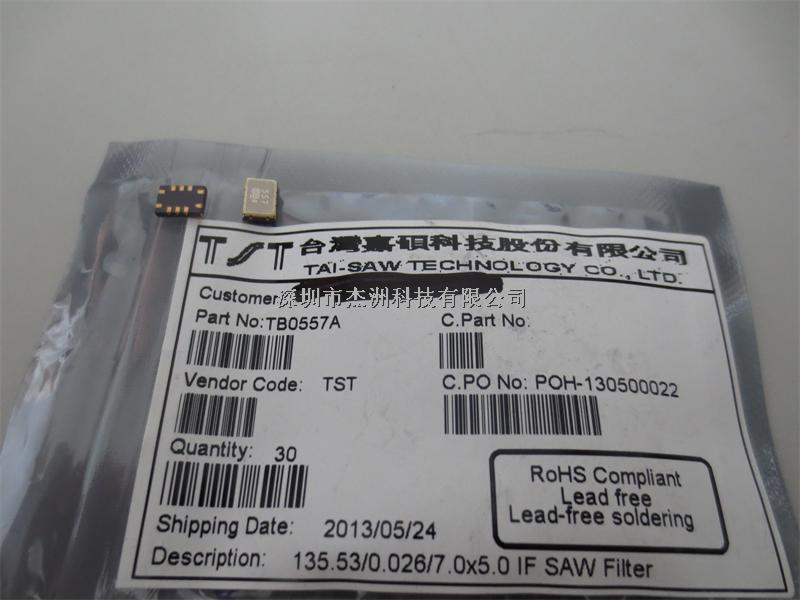 557
TST 台灣嘉碩科技股份有限公司
TAI-SAW TECHNOLOGY CO., LTD.
Customer:
深圳市杰洲科技有限公司
Part No:TB0557A C.Part No:
Vendor Code: TST C.PO No: POH-130500022
Quantity: 30
RoHS Compliant
Lead free
Lead-free soldering
Shipping Date: 2013/05/24
Description: 135.53/0.026/7.0x5.0 IF SAW Filter